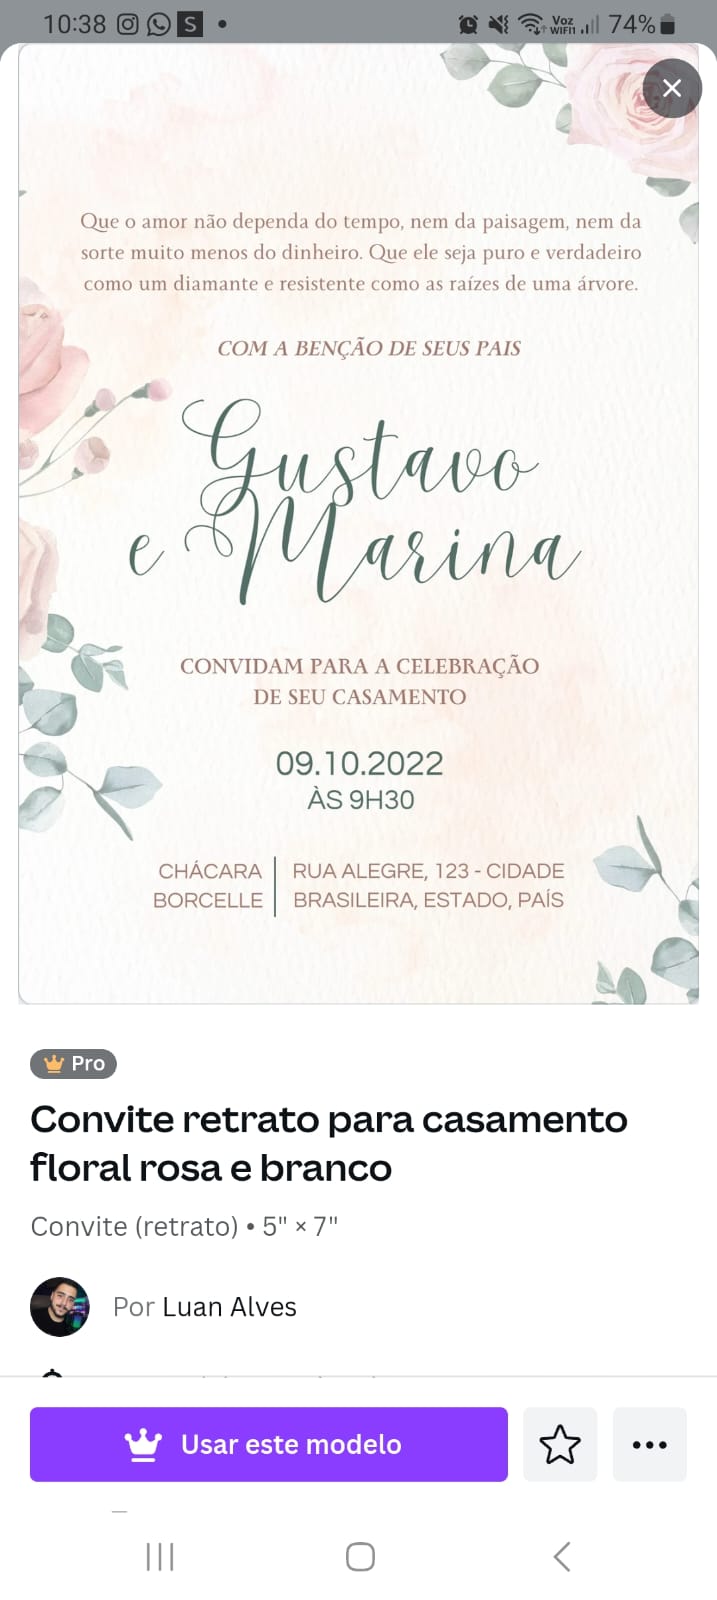 10:38
S
Voz
WIFI1
74%
Que o amor não dependa do tempo, nem da paisagem, nem da
sorte muito menos do dinheiro. Que ele seja puro e verdadeiro
como um diamante e resistente como as raízes de uma árvore.
COM A BENÇÃO DE SEUS PAIS
Gustavo
e Marina
CONVIDAM PARA A CELEBRAÇÃO
DE SEU CASAMENTO
09.10.2022
ÀS 9H30
CHÁCARA
BORCELLE
RUA ALEGRE, 123 - CIDADE
BRASILEIRA, ESTADO, PAÍS
Pro
Convite retrato para casamento
floral rosa e branco
Convite (retrato) • 5" × 7"
Por Luan Alves
Usar este modelo